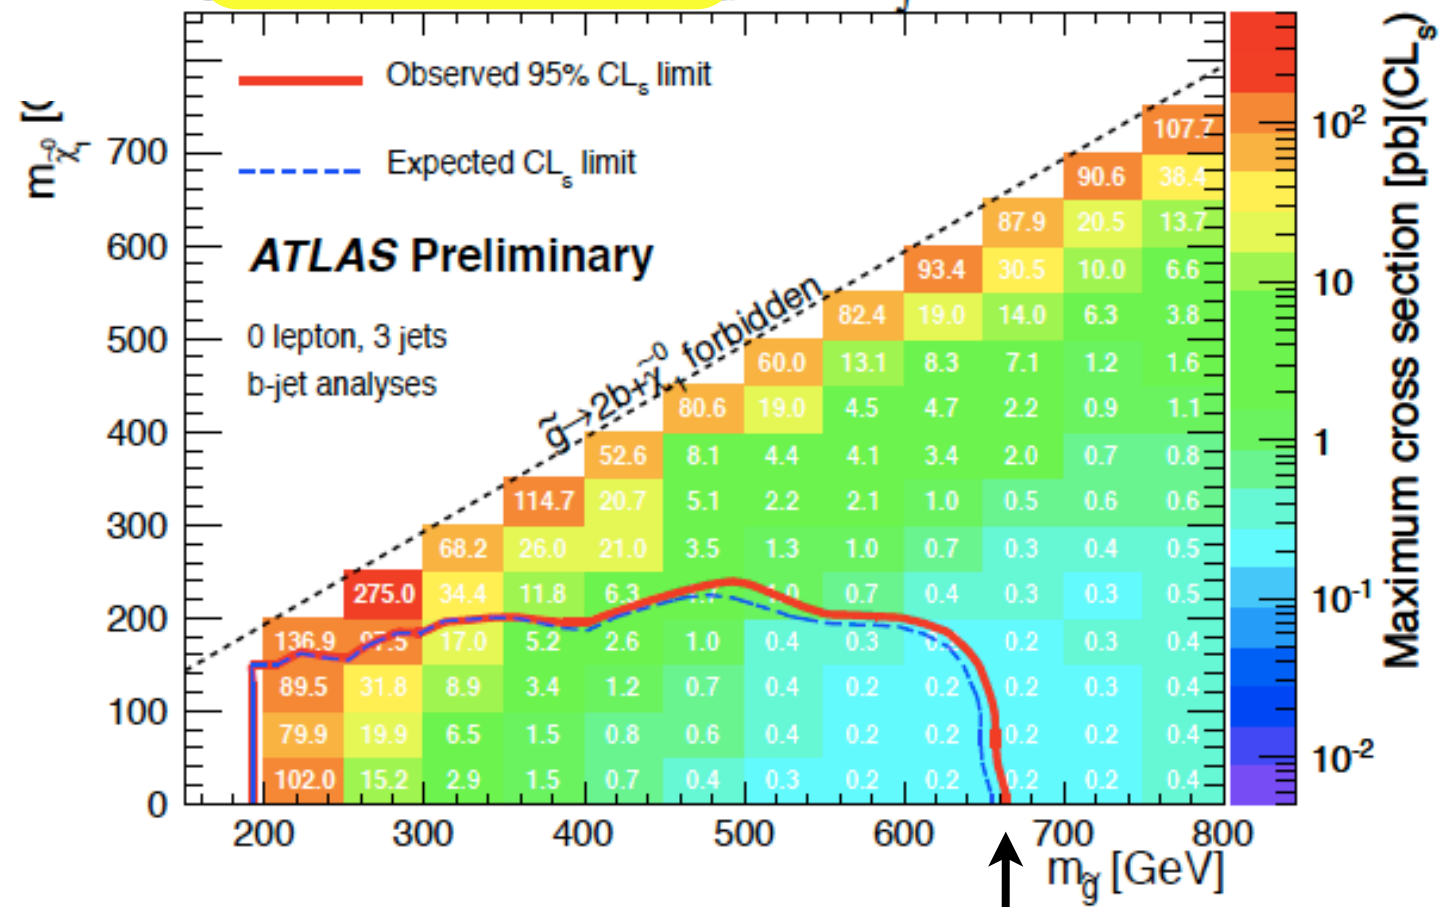 Observed 95% CLs limit
Expected CLs limit
ATLAS Preliminary
0 lepton, 3 jets
b-jet analyses
g̃→2b+χ̃₁⁰ forbidden
m χ̃₁⁰ [
700
600
500
400
300
200
100
0
107.7
90.6 38.4
87.9 20.5 13.7
93.4 30.5 10.0 6.6
82.4 19.0 14.0 6.3 3.8
60.0 13.1 8.3 7.1 1.2 1.6
80.6 19.0 4.5 4.7 2.2 0.9 1.1
52.6 8.1 4.4 4.1 3.4 2.0 0.7 0.8
114.7 20.7 5.1 2.2 2.1 1.0 0.5 0.6 0.6
68.2 26.0 21.0 3.5 1.3 1.0 0.7 0.3 0.4 0.5
275.0 34.4 11.8 6.3 0.7 0.4 0.3 0.3 0.5
136.9 97.5 17.0 5.2 2.6 1.0 0.4 0.3 0.2 0.3 0.4
89.5 31.8 8.9 3.4 1.2 0.7 0.4 0.2 0.2 0.2 0.3 0.4
79.9 19.9 6.5 1.5 0.8 0.6 0.4 0.2 0.2 0.2 0.2 0.4
102.0 15.2 2.9 1.5 0.7 0.4 0.3 0.2 0.2 0.2 0.2 0.4
200 300 400 500 600 700 800
m g̃ [GeV]
10²
10
1
10⁻¹
10⁻²
Maximum cross section [pb](CLs)